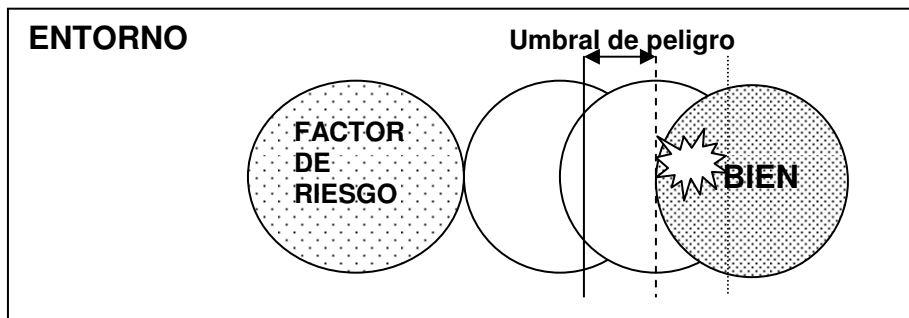 ENTORNO
Umbral de peligro
FACTOR
DE
RIESGO
BIEN